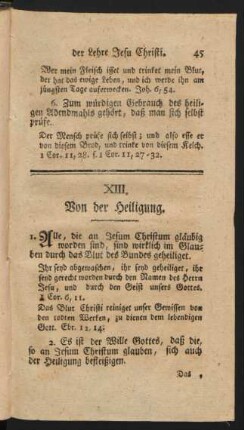 der Lehre Jesu Christi. 45
Wer mein Fleisch isset und trinket mein Blut,
der hat das ewige Leben, und ich werde ihn am
jüngsten Tage auferwecken. Joh. 6, 54.
6. Zum würdigen Gebrauch des heili-
gen Abendmahls gehört, daß man sich selbst
prüfe.
Der Mensch prüfe sich selbst; und also esse er
von diesem Brod, und trinke von diesem Kelch.
1 Cor. 11, 28. s. 1 Cor. 11, 27-32.
XIII.
Von der Heiligung.
1. Alle, die an Jesum Christum gläubig
worden sind, sind wirklich im Glau-
ben durch das Blut des Bundes geheiliget.
Ihr seyd abgewaschen, ihr seyd geheiliget, ihr
seyd gerecht worden durch den Namen des Herrn
Jesu, und durch den Geist unsers Gottes.
1 Cor. 6, 11.
Das Blut Christi reiniget unser Gewissen von
den todten Werken, zu dienen dem lebendigen
Gott. Ebr. 9, 14.
2. Es ist der Wille Gottes, daß die,
so an Jesum Christum glauben, sich auch
der Heiligung befleißigen.
Das